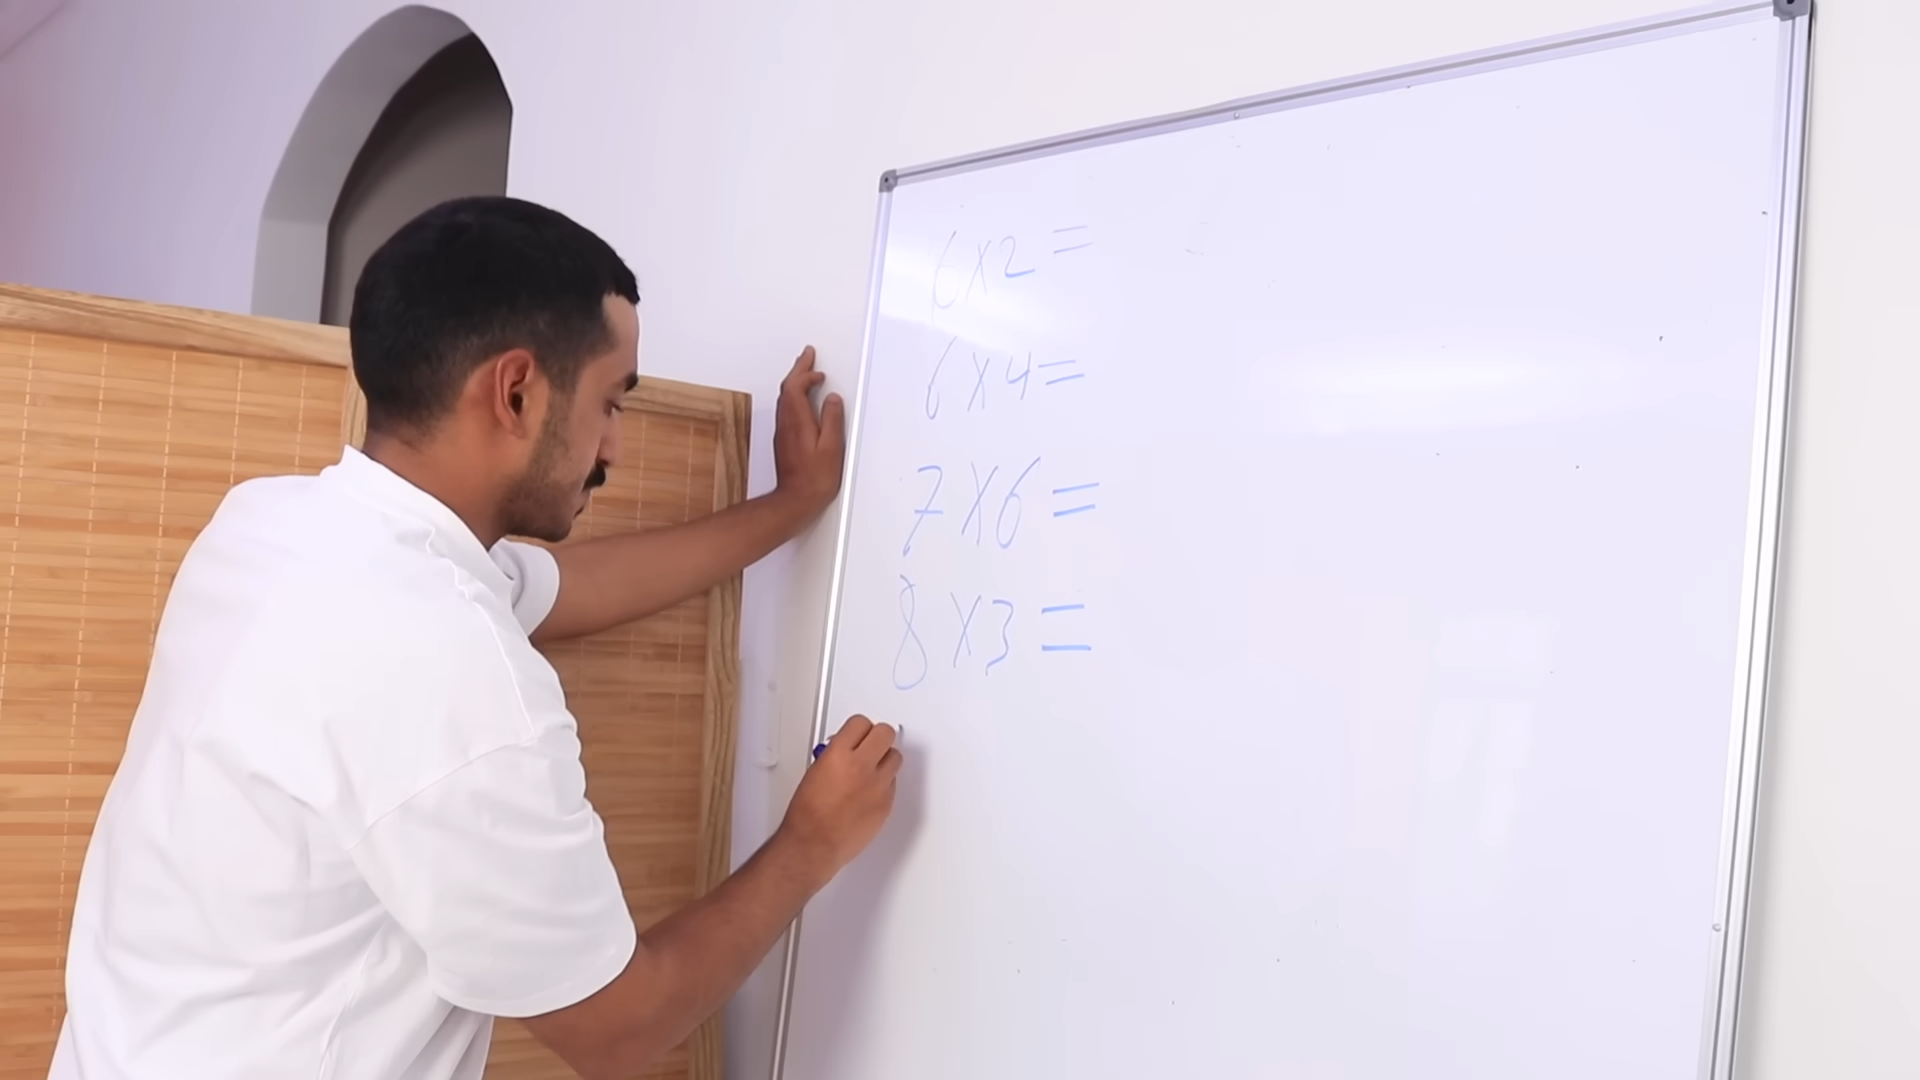 6x2=
6x4=
7x6=
8x3=